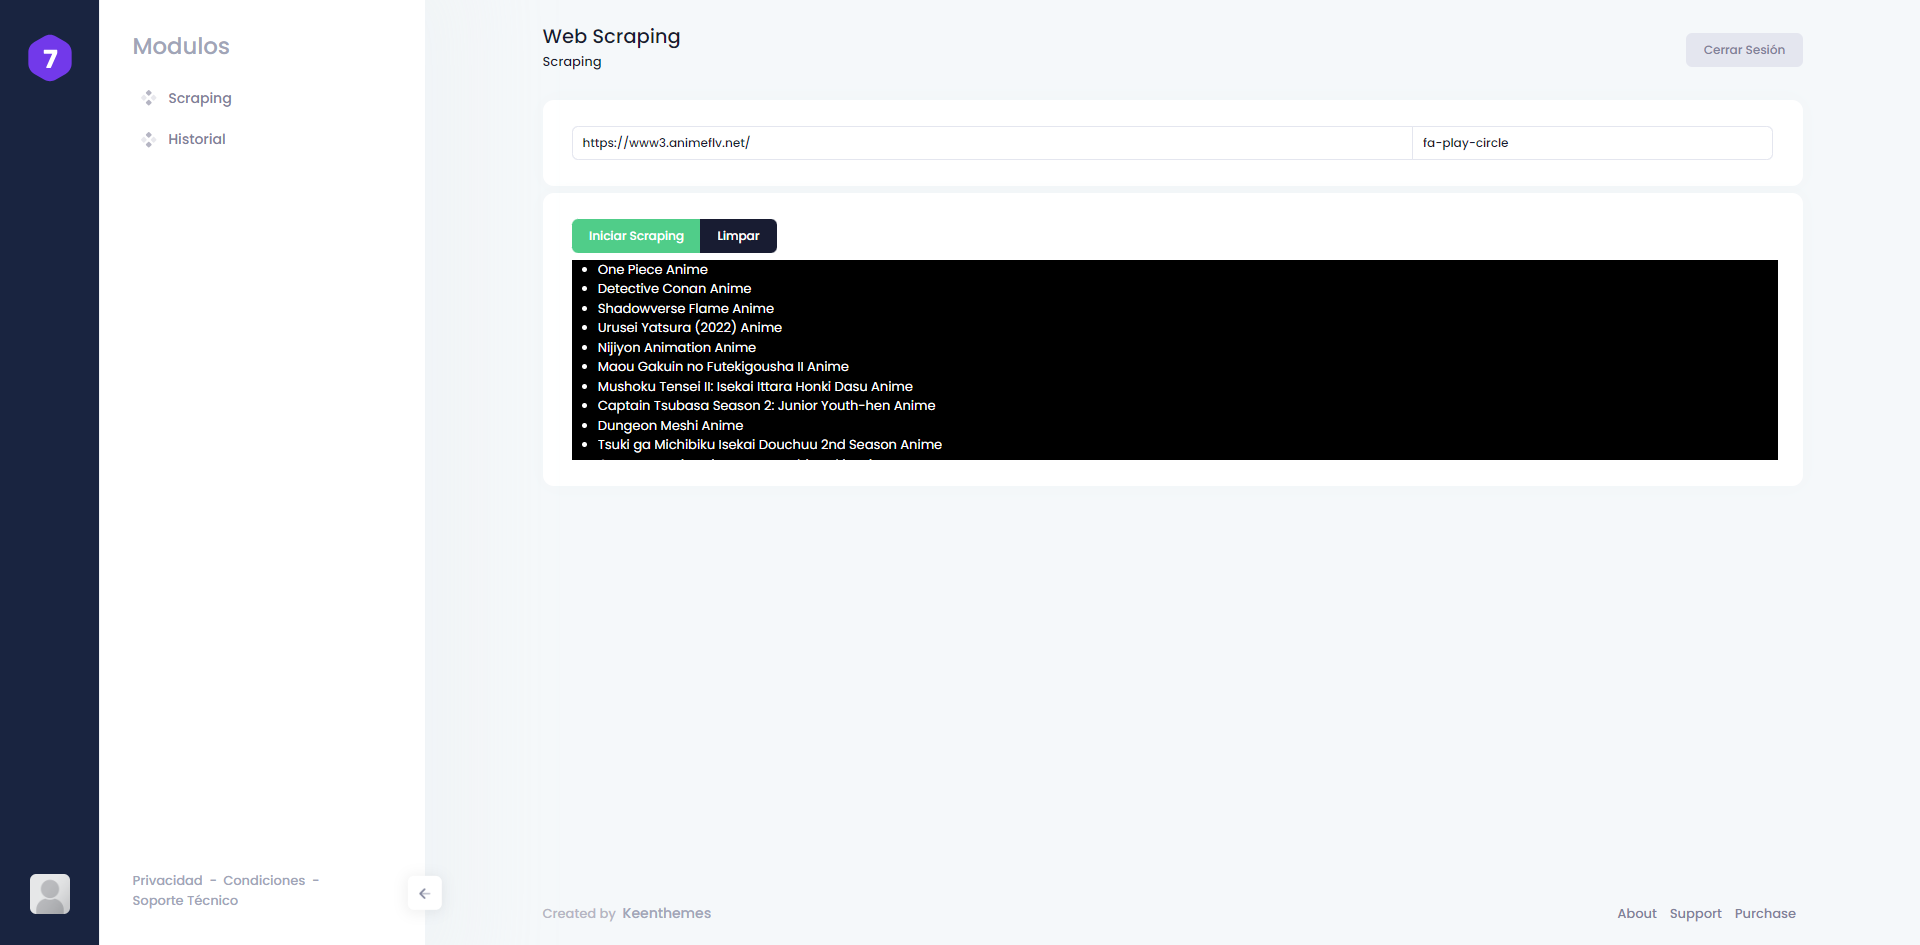 7
Modulos
Scraping
Historial
Privacidad - Condiciones -
Soporte Técnico
Web Scraping
Scraping
Cerrar Sesión
https://www3.animeflv.net/
fa-play-circle
Iniciar Scraping
Limpar
One Piece Anime
Detective Conan Anime
Shadowverse Flame Anime
Urusei Yatsura (2022) Anime
Nijiyon Animation Anime
Maou Gakuin no Futekigousha II Anime
Mushoku Tensei II: Isekai Ittara Honki Dasu Anime
Captain Tsubasa Season 2: Junior Youth-hen Anime
Dungeon Meshi Anime
Tsuki ga Michibiku Isekai Douchuu 2nd Season Anime
Created by Keenthemes
About Support Purchase